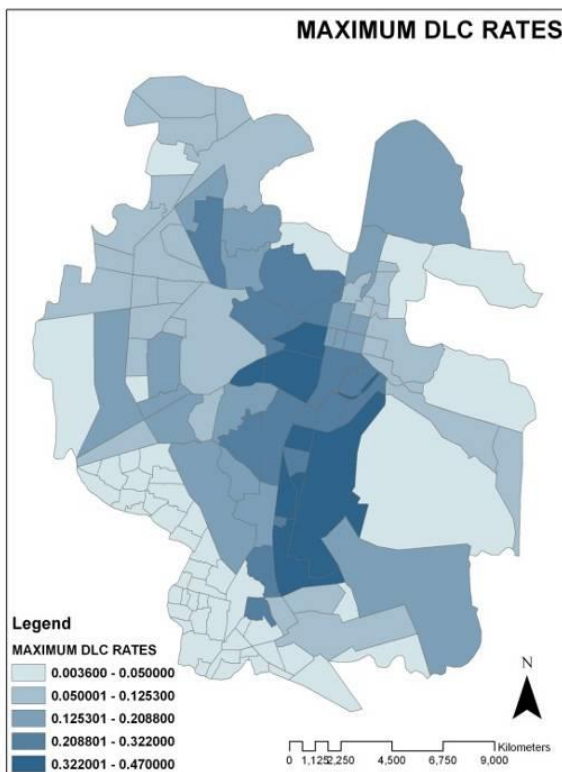 MAXIMUM DLC RATES
Legend
MAXIMUM DLC RATES
0.003600 - 0.050000
0.050001 - 0.125300
0.125301 - 0.208800
0.208801 - 0.322000
0.322001 - 0.470000
N
Kilometers
0 1,125 2,250 4,500 6,750 9,000